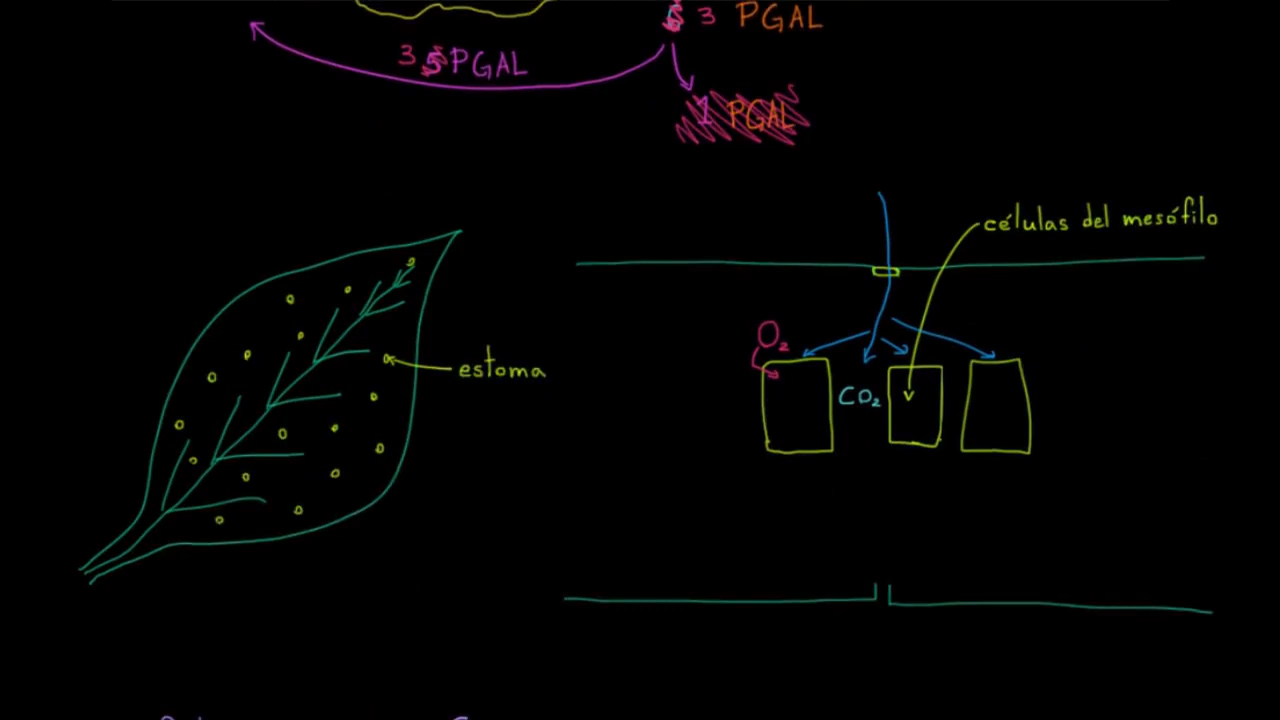 3 PGAL
3 PGAL
1 PGAL
células del mesófilo
O₂
estoma
CO₂